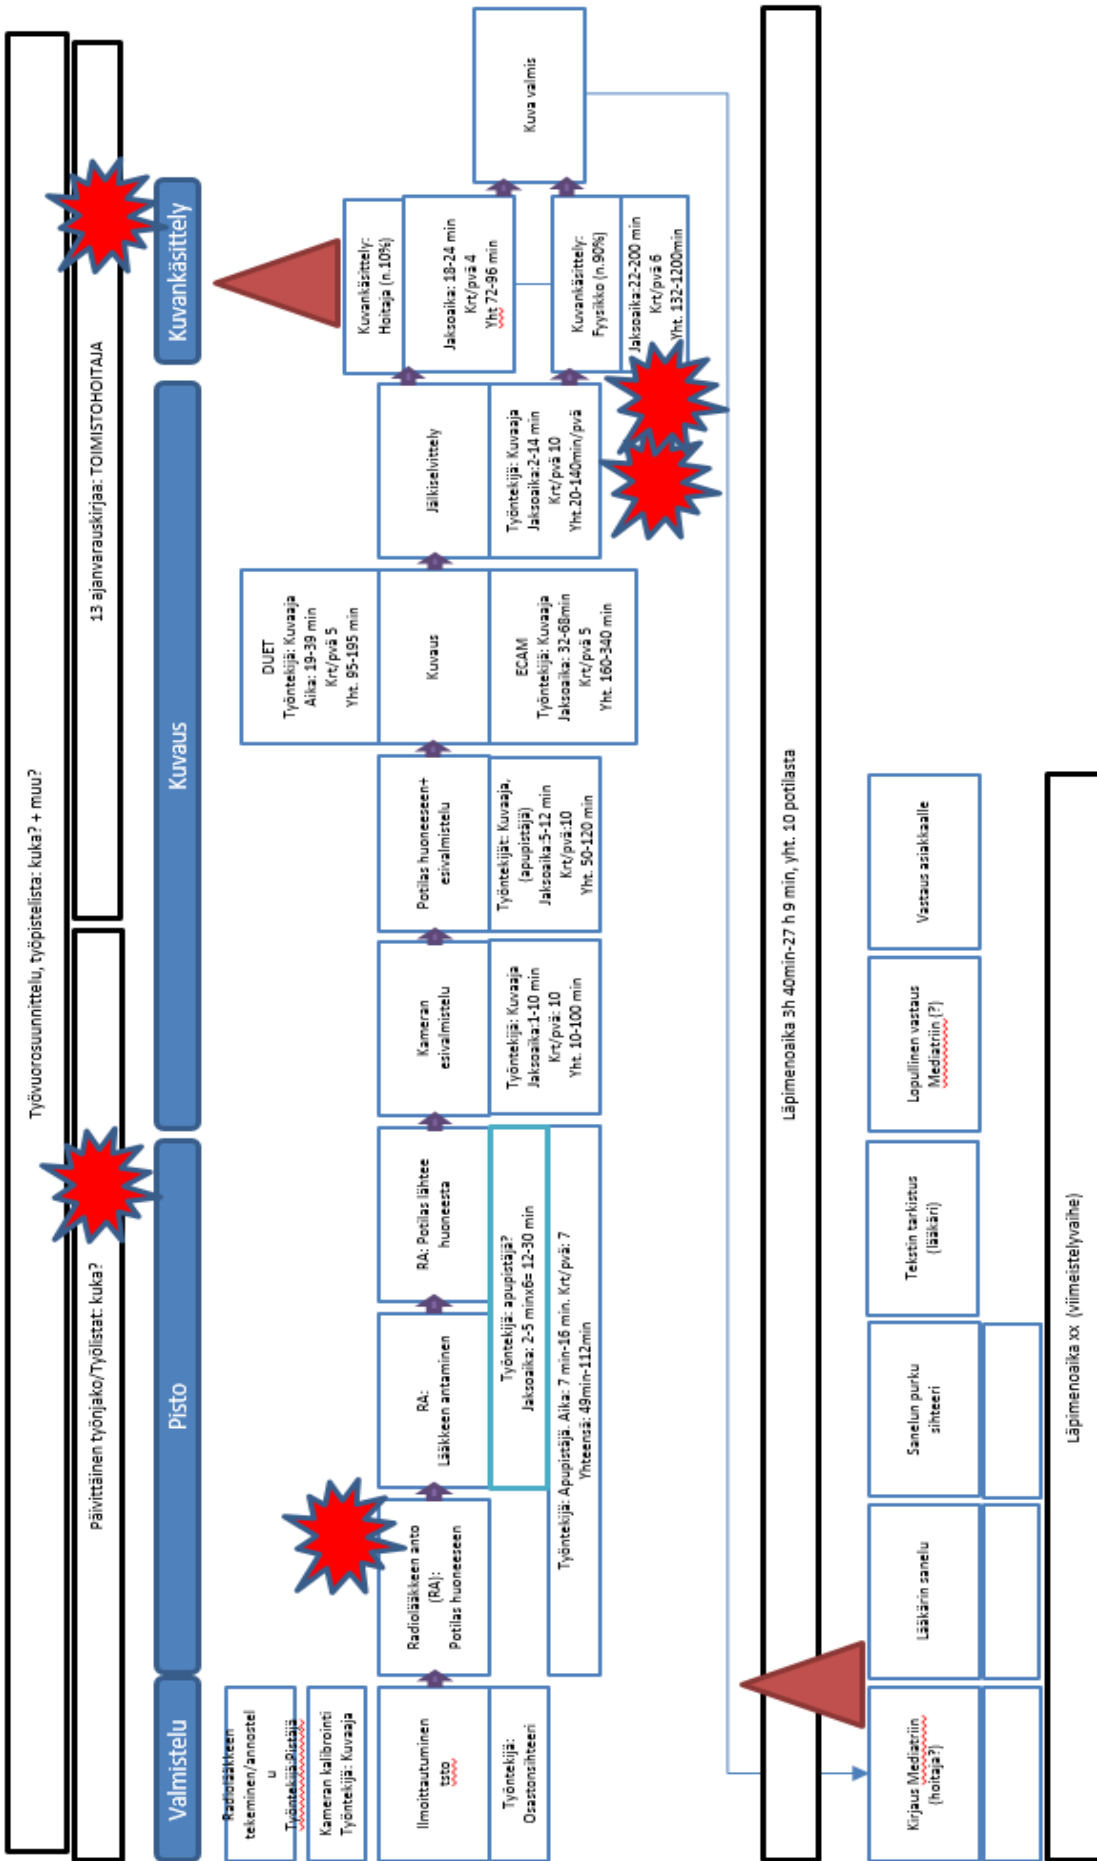 Työvuorosuunnittelu, työpistelista: kuka? + muu?
Päivittäinen työnjako/Työlistat: kuka?
13 ajanvarauskirjaa: TOIMISTOHOITAJA
Valmistelu
Pisto
Kuvaus
Kuvankäsittely
Radiolääkkeen
tekeminen/annostel
u
Työntekijä:Pistäjä
Kameran kalibrointi
Työntekijä: Kuvaaja
Ilmoittautuminen
tsto
Työntekijä:
Osastonsihteeri
Radiolääkkeen anto
(RA):
Potilas huoneeseen
RA:
Lääkkeen antaminen
RA: Potilas lähtee
huoneesta
Työntekijä: apupistäjä?
Jaksoaika: 2-5 minx6= 12-30 min
Työntekijä: Apupistäjä. Aika: 7 min-16 min. Krt/pvä: 7
Yhteensä: 49min-112min
Kameran
esivalmistelu
Työntekijä: Kuvaaja
Jaksoaika:1-10 min
Krt/pvä: 10
Yht. 10-100 min
Potilas huoneeseen+
esivalmistelu
Työntekijät: Kuvaaja,
(apupistäjä)
Jaksoaika:5-12 min
Krt/pvä:10
Yht. 50-120 min
DUET
Työntekijä: Kuvaaja
Aika: 19-39 min
Krt/pvä 5
Yht. 95-195 min
Kuvaus
ECAM
Työntekijä: Kuvaaja
Jaksoaika: 32-68min
Krt/pvä 5
Yht. 160-340 min
Jälkiselvittely
Työntekijä: Kuvaaja
Jaksoaika:2-14 min
Krt/pvä 10
Yht.20-140min/pvä
Kuvankäsittely:
Hoitaja (n.10%)
Jaksoaika: 18-24 min
Krt/pvä 4
Yht 72-96 min
Kuvankäsittely:
Fyysikko (n.90%)
Jaksoaika:22-200 min
Krt/pvä 6
Yht. 132-1200min
Kuva valmis
Läpimenoaika 3h 40min-27 h 9 min, yht. 10 potilasta
Kirjaus Mediatriin
(hoitaja?)
Lääkärin sanelu
Sanelun purku
sihteeri
Tekstin tarkistus
(lääkäri)
Lopullinen vastaus
Mediatriin (?)
Vastaus asiakkaalle
Läpimenoaika xx (viimeistelyvaihe)